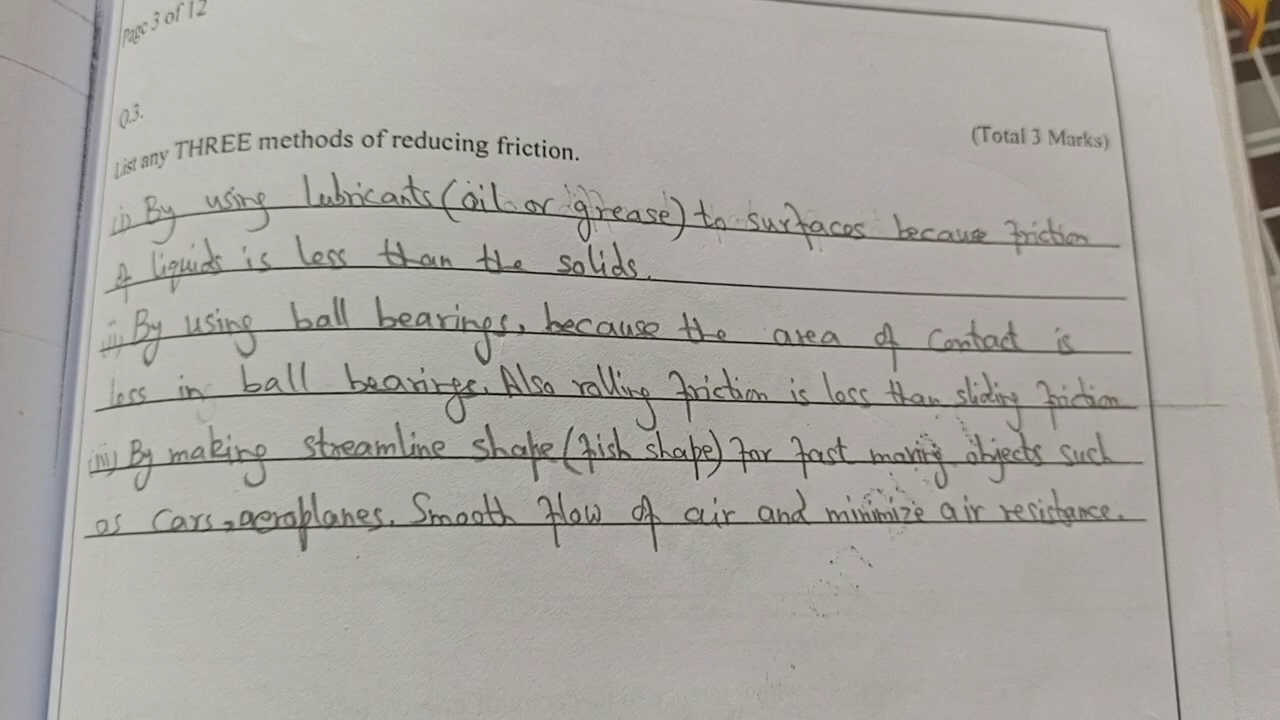 Page 3 of 12
Q.3.
List any THREE methods of reducing friction.
(Total 3 Marks)
i) By using lubricants (oil or grease) to surfaces because friction
of liquids is less than the solids.
ii) By using ball bearings, because the area of contact is
less in ball bearings. Also rolling friction is less than sliding friction
(iii) By making streamline shape (fish shape) for fast moving objects such
as cars, aeroplanes. Smooth flow of air and minimize air resistance.